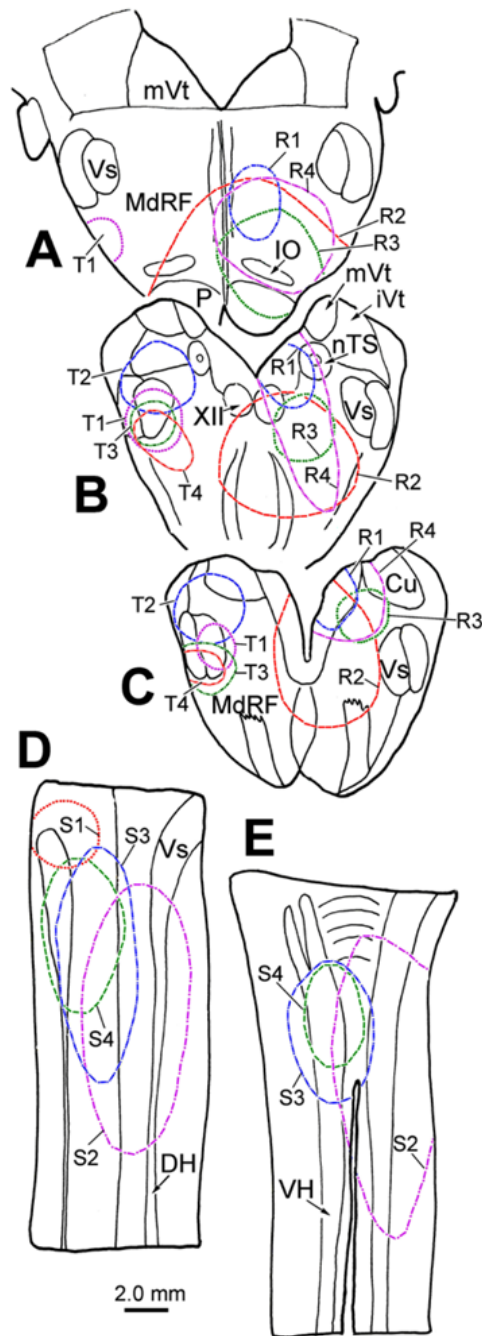 mVt
R1
Vs
R4
MdRF
R2
R3
T1
IO
A
mVt
P
iVt
nTS
R1
T2
T1
XII
Vs
T3
R3
R4
T4
R2
B
R1
R4
T2
Cu
T1
R3
T3
Vs
C
R2
T4
MdRF
D
S1
S3
Vs
E
S4
S4
S3
S2
S2
DH
VH
2.0 mm